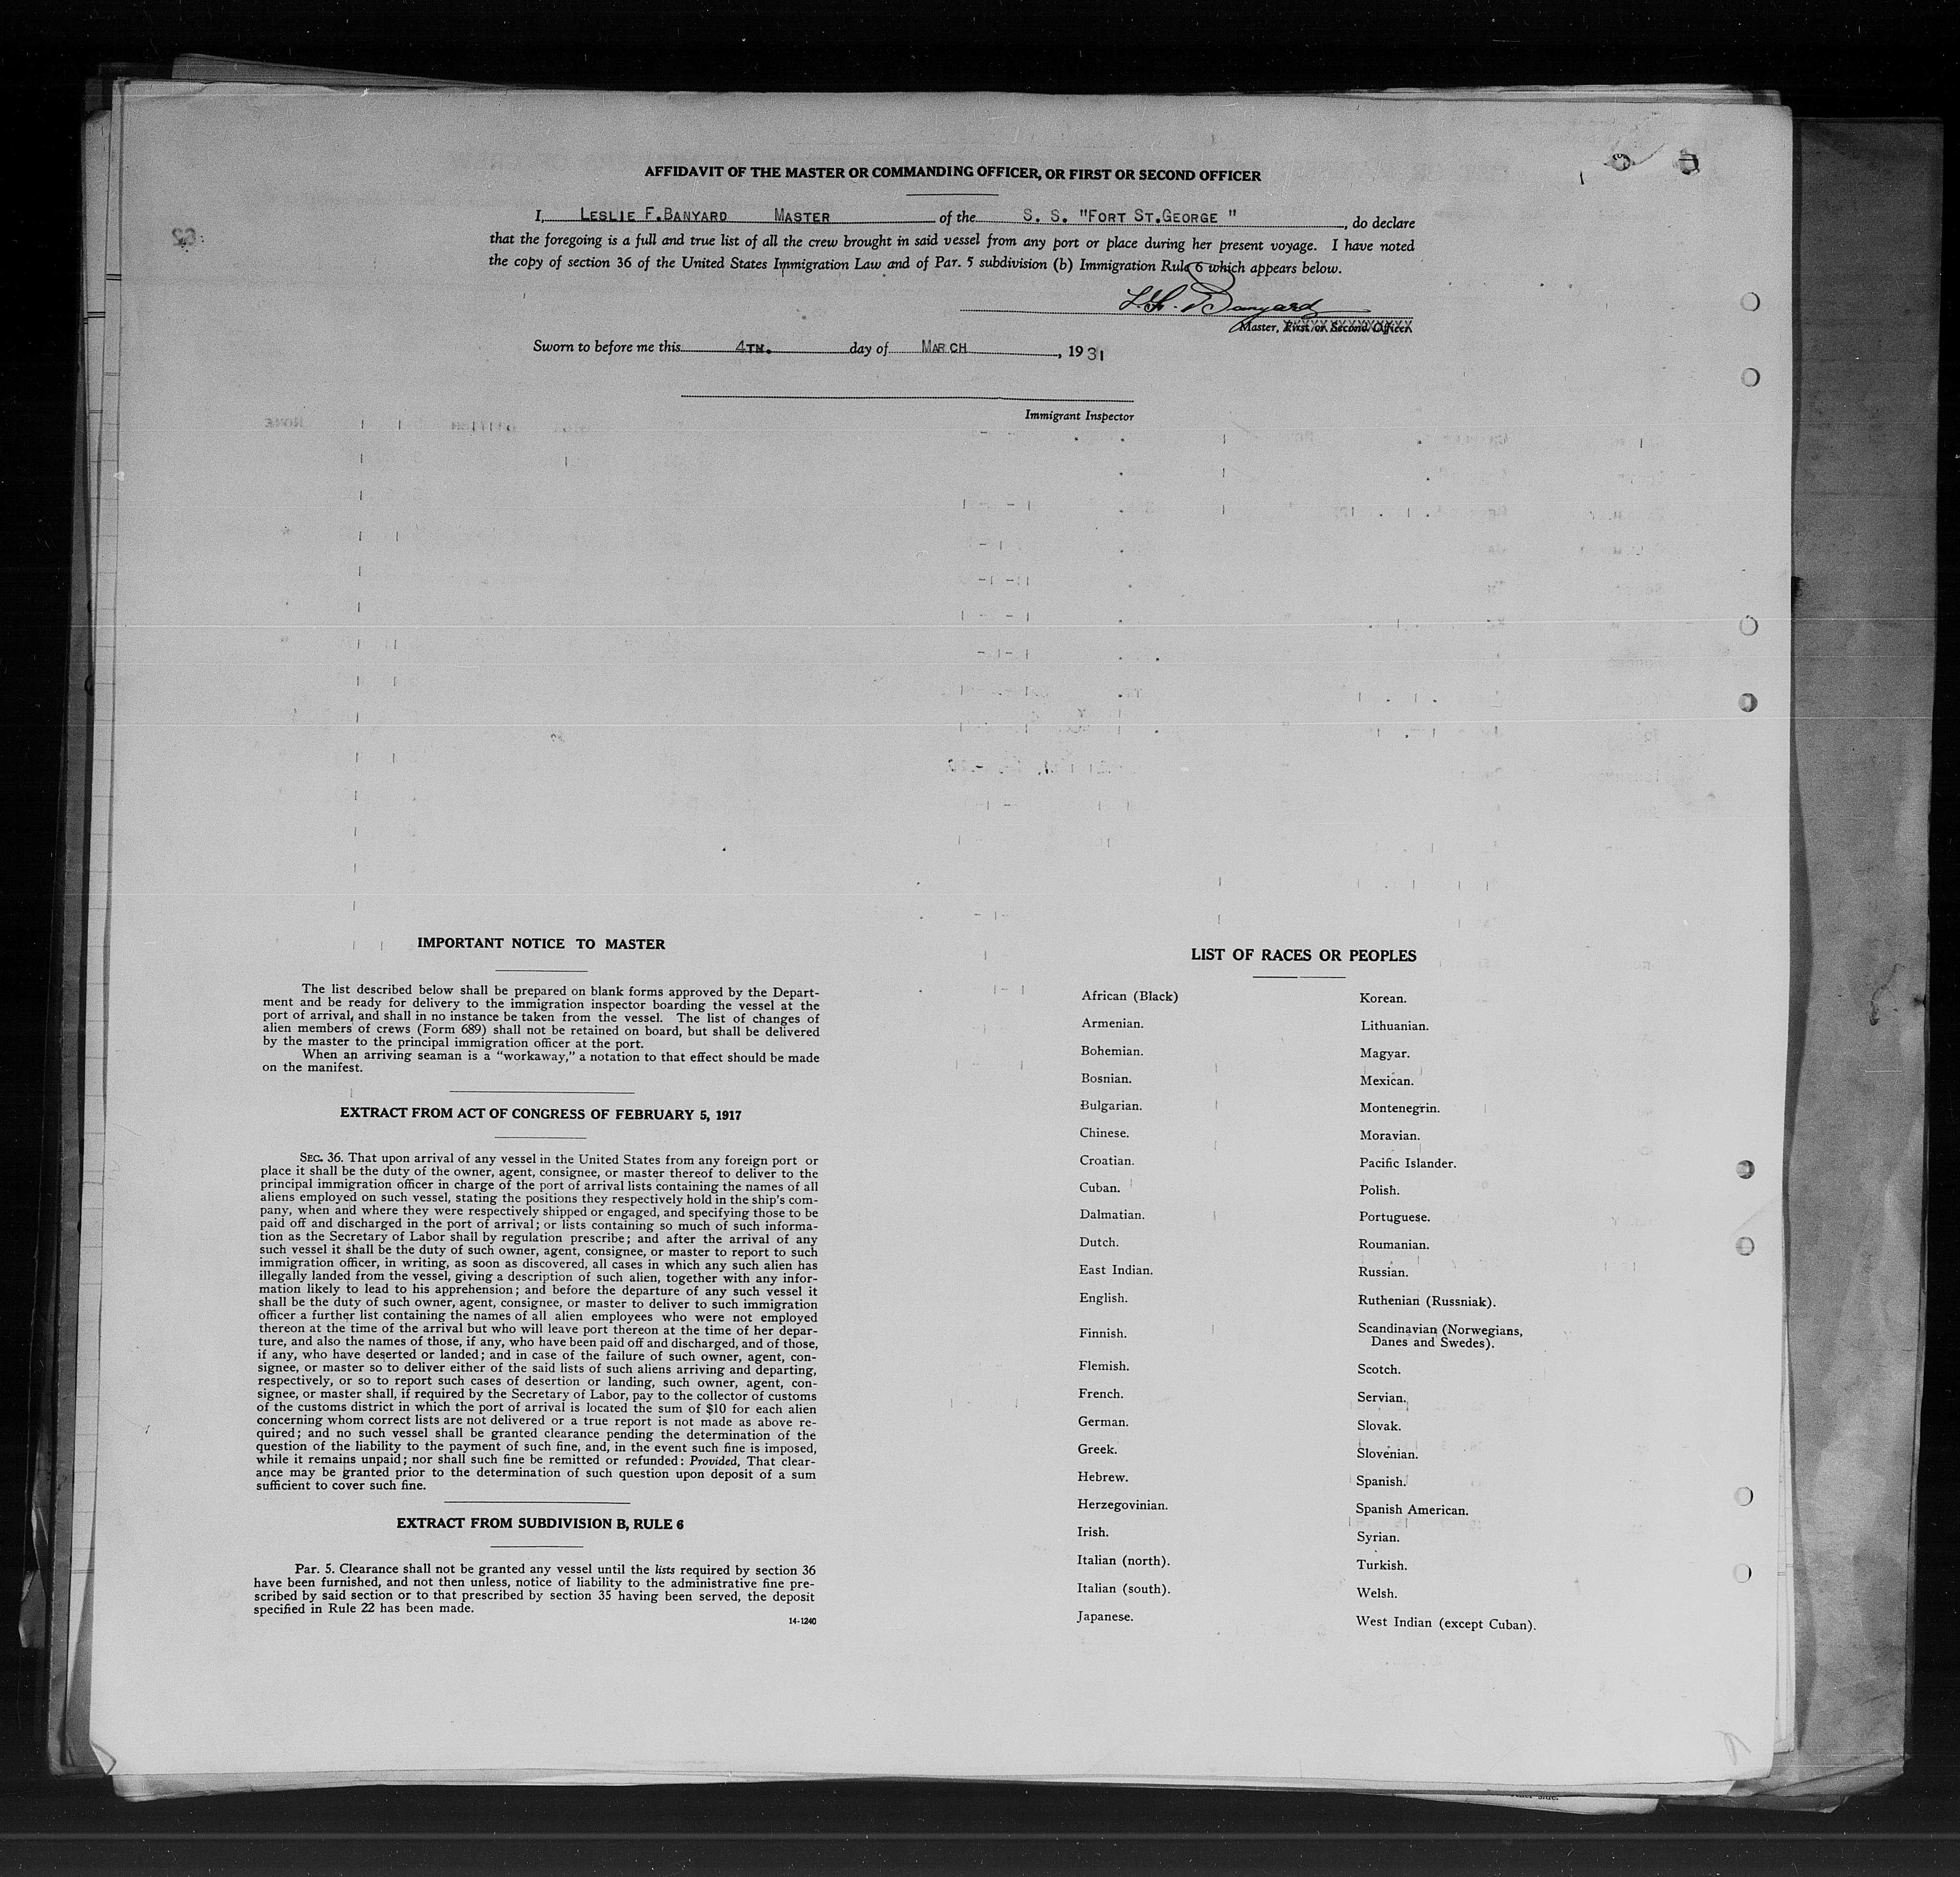 AFFIDAVIT OF THE MASTER OR COMMANDING OFFICER, OR FIRST OR SECOND OFFICER
I, LESLIE F. BANYARD MASTER of the S. S. "FORT ST. GEORGE ", do declare
that the foregoing is a full and true list of all the crew brought in said vessel from any port or place during her present voyage. I have noted
the copy of section 36 of the United States Immigration Law and of Par. 5 subdivision (b) Immigration Rule 6 which appears below.
L.F. Banyard
Master, First or Second Officer
Sworn to before me this 4TH. day of MARCH, 1931
Immigrant Inspector
IMPORTANT NOTICE TO MASTER
The list described below shall be prepared on blank forms approved by the Depart-
ment and be ready for delivery to the immigration inspector boarding the vessel at the
port of arrival, and shall in no instance be taken from the vessel. The list of changes of
alien members of crews (Form 689) shall not be retained on board, but shall be delivered
by the master to the principal immigration officer at the port.
When an arriving seaman is a "workaway," a notation to that effect should be made
on the manifest.
EXTRACT FROM ACT OF CONGRESS OF FEBRUARY 5, 1917
SEC. 36. That upon arrival of any vessel in the United States from any foreign port or
place it shall be the duty of the owner, agent, consignee, or master thereof to deliver to the
principal immigration officer in charge of the port of arrival lists containing the names of all
aliens employed on such vessel, stating the positions they respectively hold in the ship's com-
pany, when and where they were respectively shipped or engaged, and specifying those to be
paid off and discharged in the port of arrival; or lists containing so much of such informa-
tion as the Secretary of Labor shall by regulation prescribe; and after the arrival of any
such vessel it shall be the duty of such owner, agent, consignee, or master to report to such
immigration officer, in writing, as soon as discovered, all cases in which any such alien has
illegally landed from the vessel, giving a description of such alien, together with any infor-
mation likely to lead to his apprehension; and before the departure of any such vessel it
shall be the duty of such owner, agent, consignee, or master to deliver to such immigration
officer a further list containing the names of all alien employees who were not employed
thereon at the time of the arrival but who will leave port thereon at the time of her depar-
ture, and also the names of those, if any, who have been paid off and discharged, and of those,
if any, who have deserted or landed; and in case of the failure of such owner, agent, con-
signee, or master so to deliver either of the said lists of such aliens arriving and departing,
respectively, or so to report such cases of desertion or landing, such owner, agent, con-
signee, or master shall, if required by the Secretary of Labor, pay to the collector of customs
of the customs district in which the port of arrival is located the sum of $10 for each alien
concerning whom correct lists are not delivered or a true report is not made as above re-
quired; and no such vessel shall be granted clearance pending the determination of the
question of the liability to the payment of such fine, and, in the event such fine is imposed,
while it remains unpaid; nor shall such fine be remitted or refunded: Provided, That clear-
ance may be granted prior to the determination of such question upon deposit of a sum
sufficient to cover such fine.
EXTRACT FROM SUBDIVISION B, RULE 6
Par. 5. Clearance shall not be granted any vessel until the lists required by section 36
have been furnished, and not then unless, notice of liability to the administrative fine pre-
scribed by said section or to that prescribed by section 35 having been served, the deposit
specified in Rule 22 has been made.
14-1240
LIST OF RACES OR PEOPLES
African (Black)
Armenian.
Bohemian.
Bosnian.
Bulgarian.
Chinese.
Croatian.
Cuban.
Dalmatian.
Dutch.
East Indian.
English.
Finnish.
Flemish.
French.
German.
Greek.
Hebrew.
Herzegovinian.
Irish.
Italian (north).
Italian (south).
Japanese.
Korean.
Lithuanian.
Magyar.
Mexican.
Montenegrin.
Moravian.
Pacific Islander.
Polish.
Portuguese.
Roumanian.
Russian.
Ruthenian (Russniak).
Scandinavian (Norwegians,
Danes and Swedes).
Scotch.
Servian.
Slovak.
Slovenian.
Spanish.
Spanish American.
Syrian.
Turkish.
Welsh.
West Indian (except Cuban).